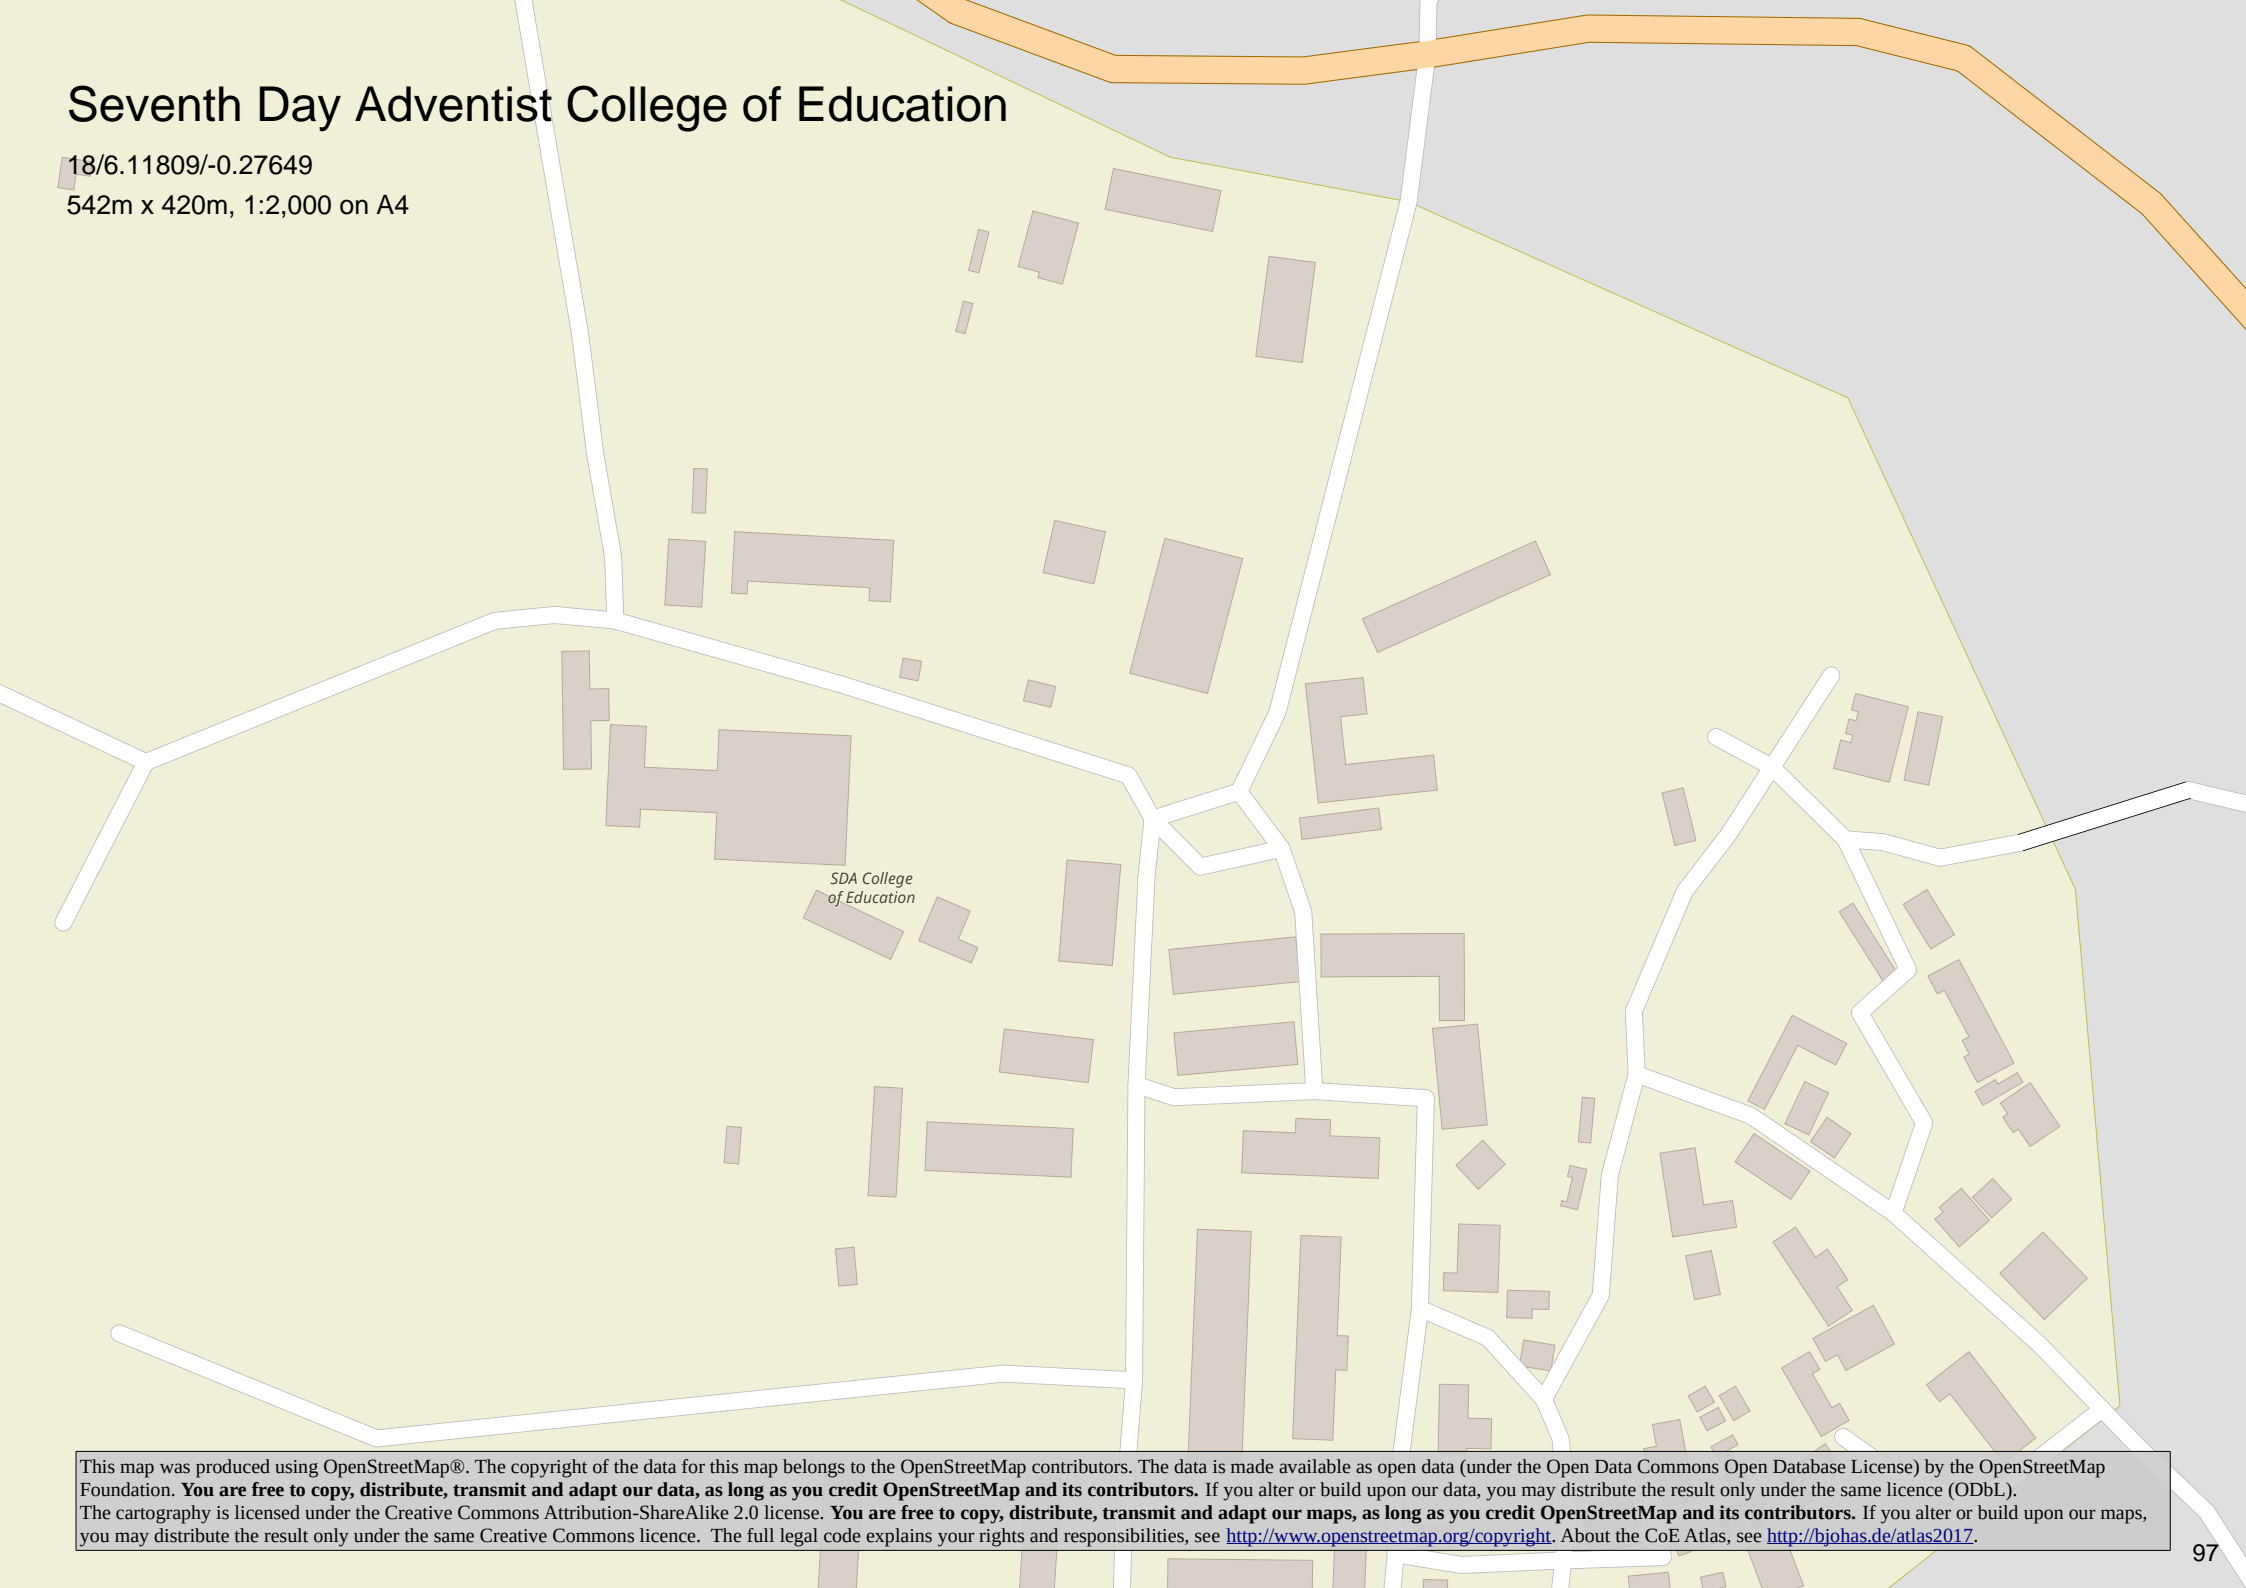 Seventh Day Adventist College of Education
18/6.11809/-0.27649
542m x 420m, 1:2,000 on A4
SDA College
of Education
This map was produced using OpenStreetMap®. The copyright of the data for this map belongs to the OpenStreetMap contributors. The data is made available as open data (under the Open Data Commons Open Database License) by the OpenStreetMap
Foundation. You are free to copy, distribute, transmit and adapt our data, as long as you credit OpenStreetMap and its contributors. If you alter or build upon our data, you may distribute the result only under the same licence (ODbL).
The cartography is licensed under the Creative Commons Attribution-ShareAlike 2.0 license. You are free to copy, distribute, transmit and adapt our maps, as long as you credit OpenStreetMap and its contributors. If you alter or build upon our maps,
you may distribute the result only under the same Creative Commons licence. The full legal code explains your rights and responsibilities, see http://www.openstreetmap.org/copyright. About the CoE Atlas, see http://bjohas.de/atlas2017.
97